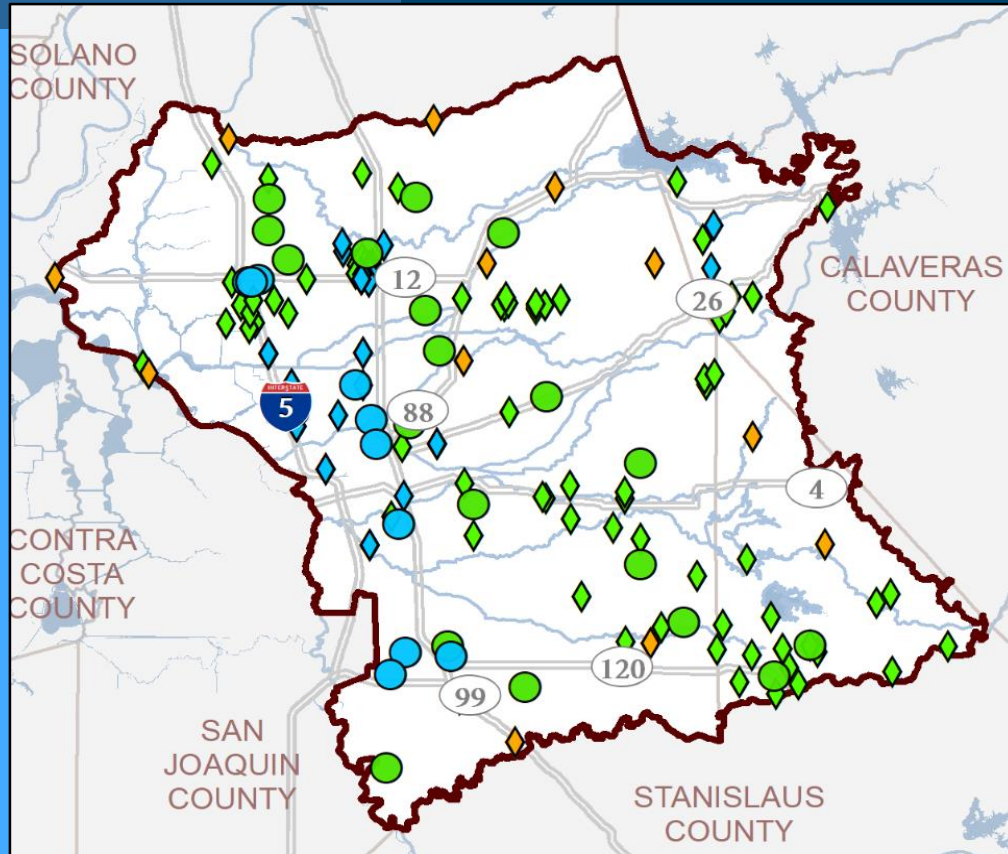 SOLANO
COUNTY
12
CALAVERAS
COUNTY
26
INTERSTATE
5
88
4
CONTRA
COSTA
COUNTY
120
99
SAN
JOAQUIN
COUNTY
STANISLAUS
COUNTY